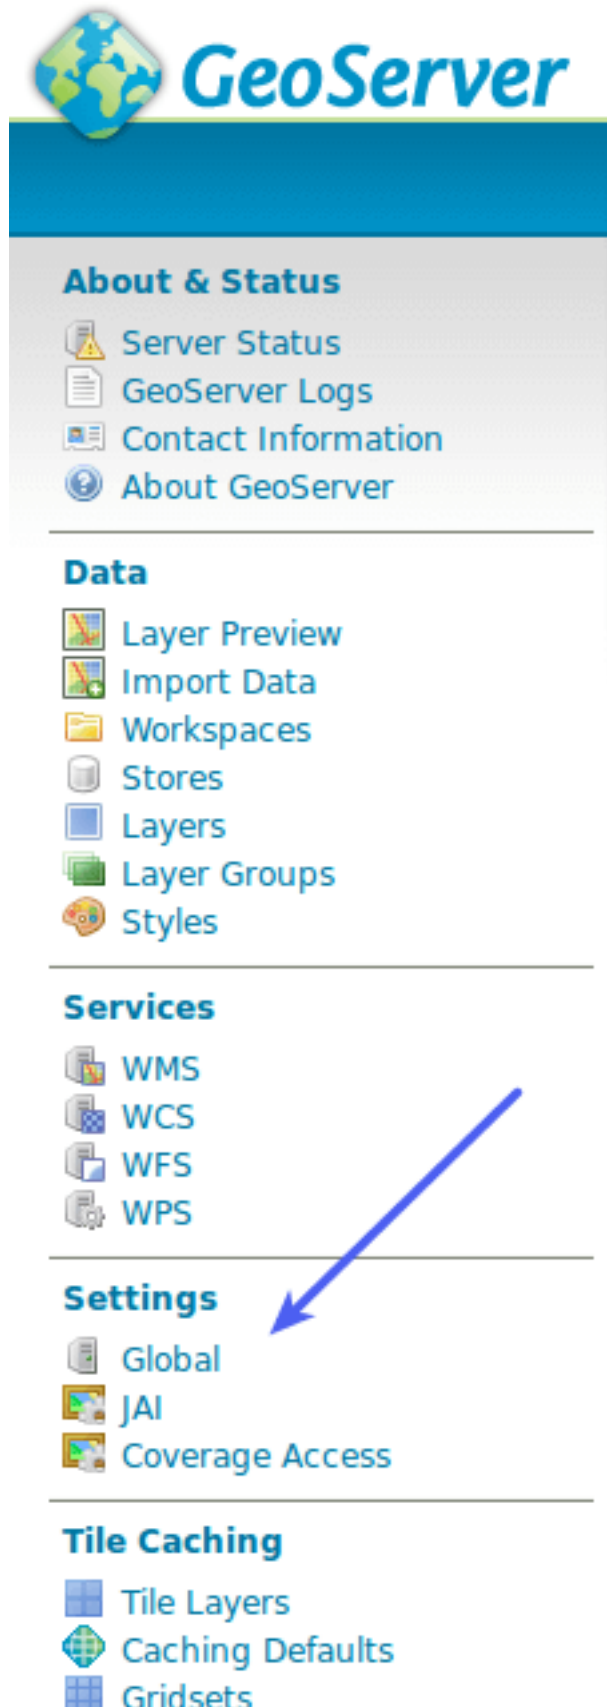 GeoServer
About & Status
Server Status
GeoServer Logs
Contact Information
About GeoServer
Data
Layer Preview
Import Data
Workspaces
Stores
Layers
Layer Groups
Styles
Services
WMS
WCS
WFS
WPS
Settings
Global
JAI
Coverage Access
Tile Caching
Tile Layers
Caching Defaults
Gridsets